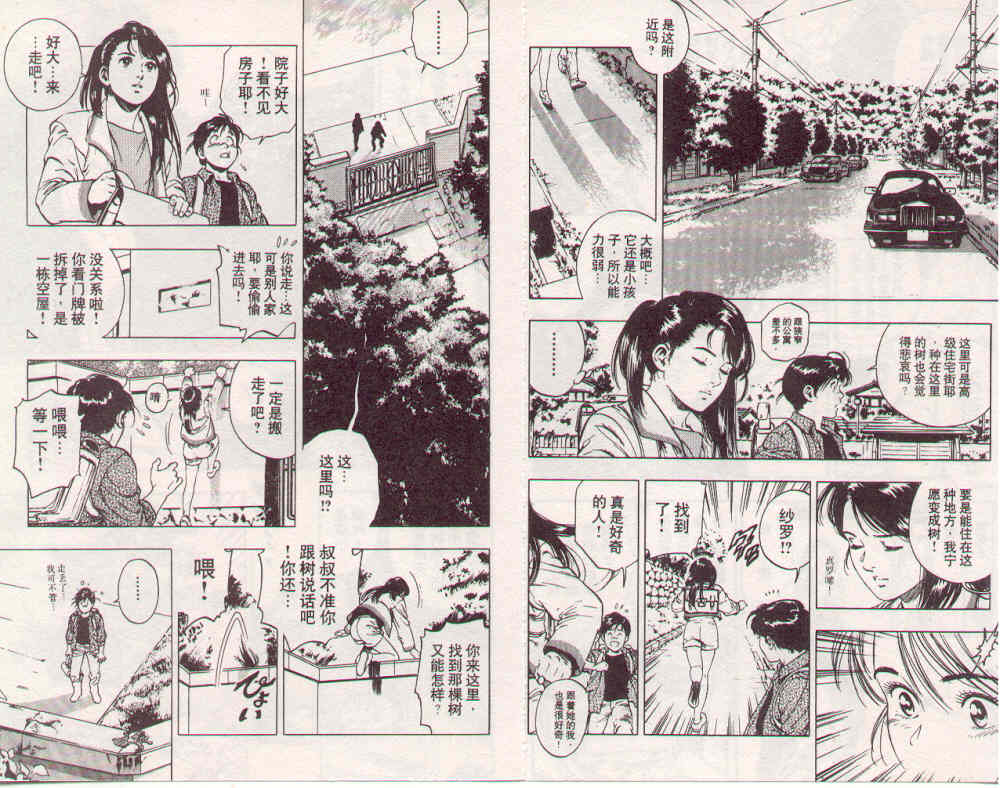 是这附
近吗?
大概吧…
它还是小孩
子,所以能
力很弱…
这里可是高
级住宅街耶
,种在这里
的树也会觉
得悲哀吗?
跟狭窄
的公寓
差不多
………
要是能住在这
种地方,我宁
愿变成树!
纱罗!?
找到
了!
真是好奇
的人!
跟着她的我,
也是很好奇!
………
这…
这里吗!?
院子好大
!看不见
房子耶!
哇~
好大…来
…走吧!
你说走…这
可是别人家
耶,要偷偷
进去吗!
没关系啦!
你看门牌被
拆掉了,是
一栋空屋!
一定是搬
走了吧?
唷
喂喂…
等一下!
你来这里,
找到那棵树
又能怎样?
叔叔不准你
跟树说话吧
!你还…
喂!
ひょい
………
走丢了…
我可不管…